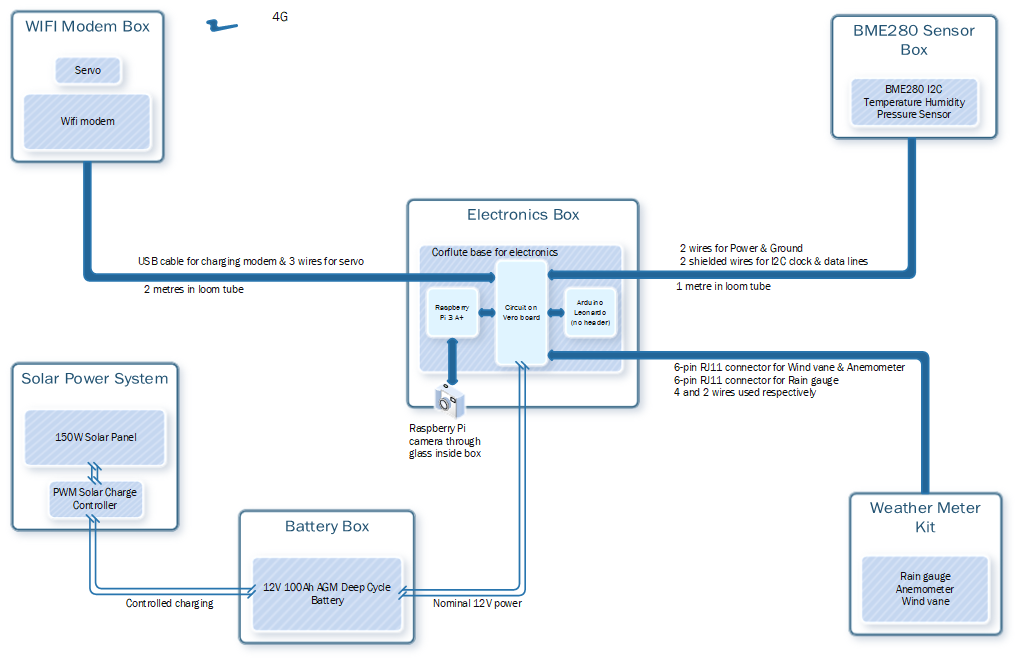 WIFI Modem Box
Servo
Wifi modem
4G
BME280 Sensor
Box
BME280 I2C
Temperature Humidity
Pressure Sensor
Electronics Box
Corflute base for electronics
Raspberry
Pi 3 A+
Circuit on
Vero board
Arduino
Leonardo
(no header)
USB cable for charging modem & 3 wires for servo
2 metres in loom tube
2 wires for Power & Ground
2 shielded wires for I2C clock & data lines
1 metre in loom tube
6-pin RJ11 connector for Wind vane & Anemometer
6-pin RJ11 connector for Rain gauge
4 and 2 wires used respectively
Raspberry Pi
camera through
glass inside box
Solar Power System
150W Solar Panel
PWM Solar Charge
Controller
Controlled charging
Battery Box
12V 100Ah AGM Deep Cycle
Battery
Nominal 12V power
Weather Meter
Kit
Rain gauge
Anemometer
Wind vane